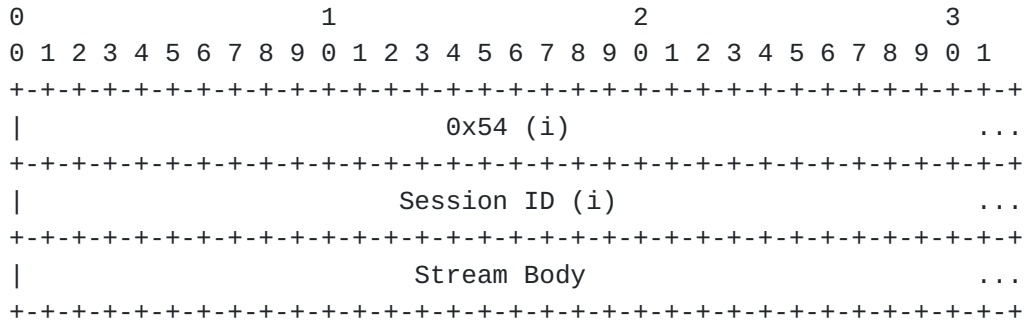 0                   1                   2                   3
0 1 2 3 4 5 6 7 8 9 0 1 2 3 4 5 6 7 8 9 0 1 2 3 4 5 6 7 8 9 0 1
+-+-+-+-+-+-+-+-+-+-+-+-+-+-+-+-+-+-+-+-+-+-+-+-+-+-+-+-+-+-+-+-+
|                           0x54 (i)                          ...
+-+-+-+-+-+-+-+-+-+-+-+-+-+-+-+-+-+-+-+-+-+-+-+-+-+-+-+-+-+-+-+-+
|                        Session ID (i)                       ...
+-+-+-+-+-+-+-+-+-+-+-+-+-+-+-+-+-+-+-+-+-+-+-+-+-+-+-+-+-+-+-+-+
|                         Stream Body                         ...
+-+-+-+-+-+-+-+-+-+-+-+-+-+-+-+-+-+-+-+-+-+-+-+-+-+-+-+-+-+-+-+-+